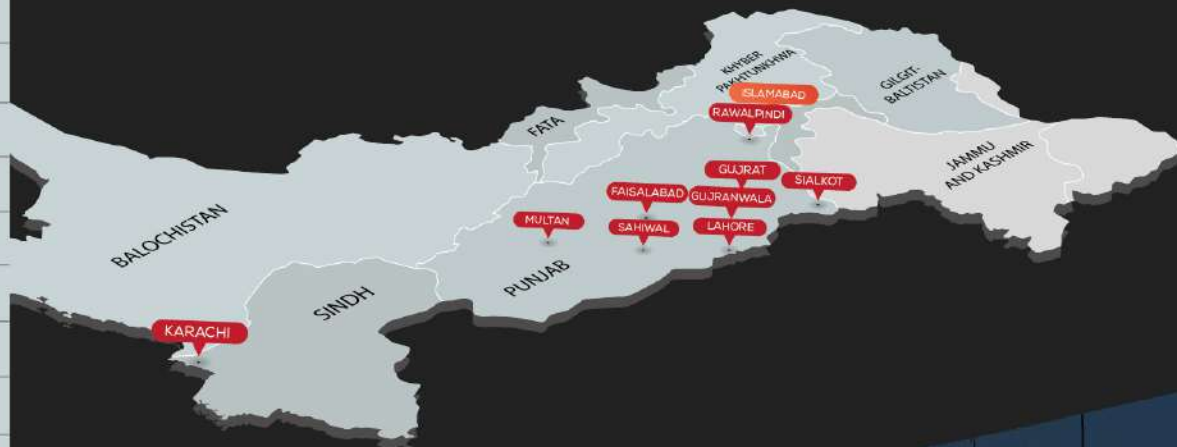 KHYBER
PAKHTUNKHWA
GILGIT-
BALTISTAN
ISLAMABAD
RAWALPINDI
FATA
JAMMU
AND KASHMIR
GUJRAT
SIALKOT
FAISALABAD
GUJRANWALA
MULTAN
SAHIWAL
LAHORE
BALOCHISTAN
PUNJAB
SINDH
KARACHI